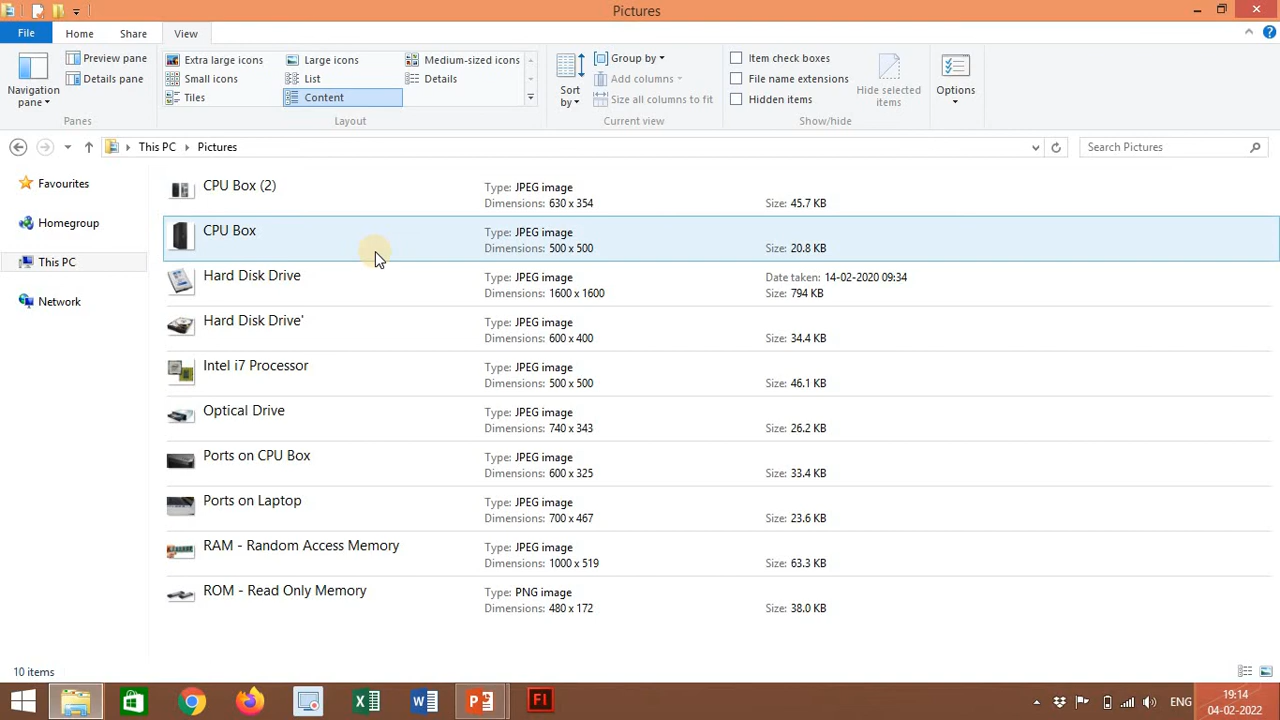 Pictures
File Home Share View
Navigation pane
Preview pane
Details pane
Panes
Extra large icons Large icons Medium-sized icons
Small icons List Details
Tiles Content
Layout
Sort by
Group by
Add columns
Size all columns to fit
Current view
Item check boxes
File name extensions
Hidden items
Hide selected items
Show/hide
Options
This PC Pictures
Search Pictures
Favourites
Homegroup
This PC
Network
CPU Box (2) Type: JPEG image
Dimensions: 630 x 354 Size: 45.7 KB
CPU Box Type: JPEG image
Dimensions: 500 x 500 Size: 20.8 KB
Hard Disk Drive Type: JPEG image Date taken: 14-02-2020 09:34
Dimensions: 1600 x 1600 Size: 794 KB
Hard Disk Drive' Type: JPEG image
Dimensions: 600 x 400 Size: 34.4 KB
Intel i7 Processor Type: JPEG image
Dimensions: 500 x 500 Size: 46.1 KB
Optical Drive Type: JPEG image
Dimensions: 740 x 343 Size: 26.2 KB
Ports on CPU Box Type: JPEG image
Dimensions: 600 x 325 Size: 33.4 KB
Ports on Laptop Type: JPEG image
Dimensions: 700 x 467 Size: 23.6 KB
RAM - Random Access Memory Type: JPEG image
Dimensions: 1000 x 519 Size: 63.3 KB
ROM - Read Only Memory Type: PNG image
Dimensions: 480 x 172 Size: 38.0 KB
10 items
ENG
19:14
04-02-2022